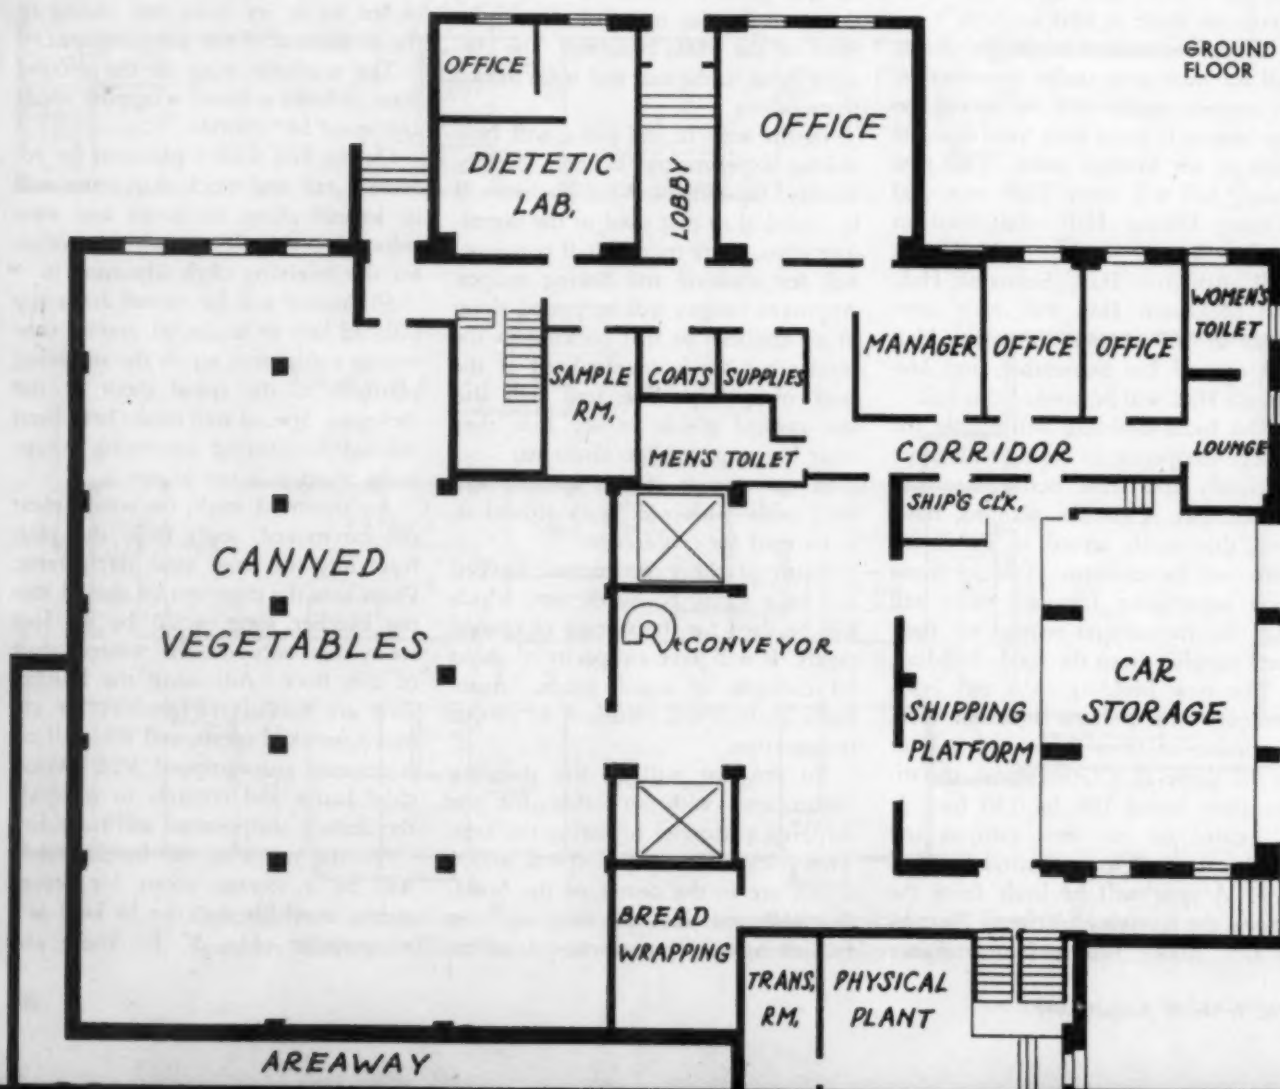 GROUND
FLOOR
OFFICE
DIETETIC
LAB.
LOBBY
OFFICE
WOMEN'S
TOILET
MANAGER
OFFICE
OFFICE
SAMPLE
RM.
COATS
SUPPLIES
MEN'S TOILET
CORRIDOR
LOUNGE
SHIP'G CLK.
CANNED
VEGETABLES
CONVEYOR
CAR
STORAGE
SHIPPING
PLATFORM
BREAD
WRAPPING
TRANS.
RM.
PHYSICAL
PLANT
AREAWAY